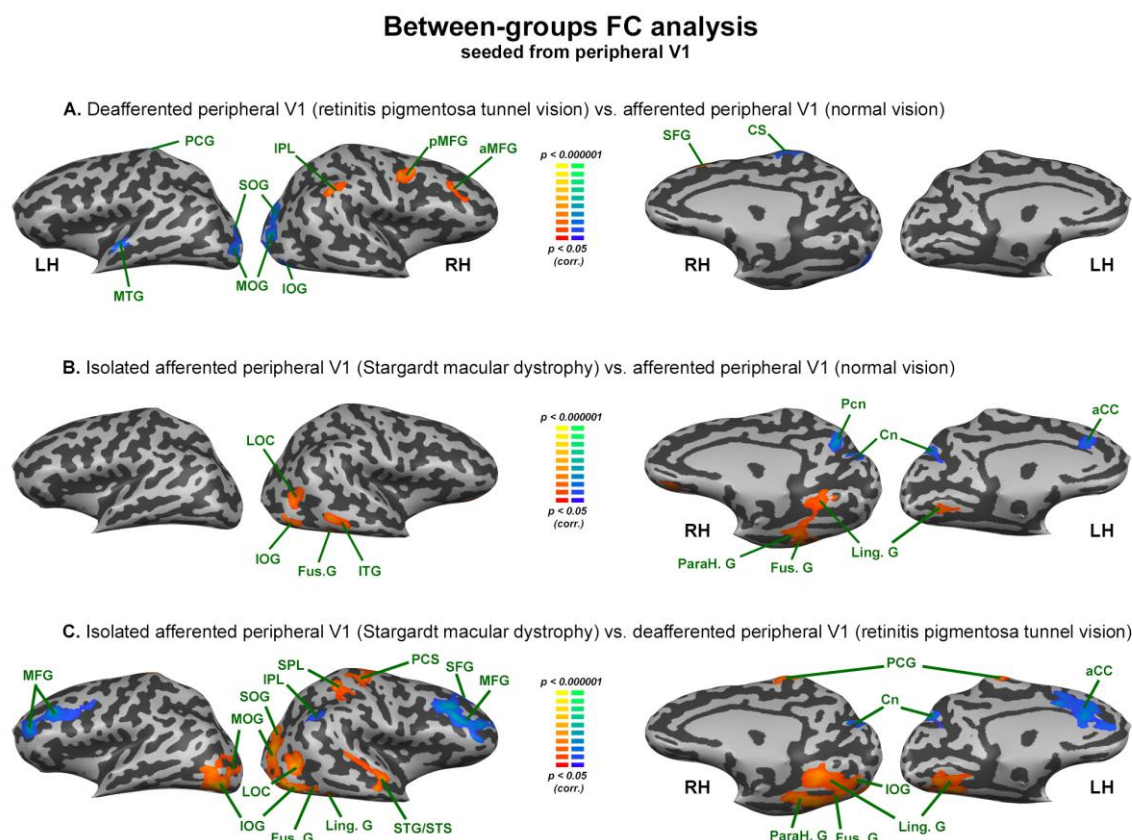 Between-groups FC analysis
seeded from peripheral V1
A. Deafferented peripheral V1 (retinitis pigmentosa tunnel vision) vs. afferented peripheral V1 (normal vision)
PCG
SOG
IPL
pMFG
aMFG
LH
MTG
MOG
IOG
RH
p < 0.000001
p < 0.05
(corr.)
SFG
CS
RH
LH
B. Isolated afferented peripheral V1 (Stargardt macular dystrophy) vs. afferented peripheral V1 (normal vision)
LOC
IOG
Fus.G
ITG
p < 0.000001
p < 0.05
(corr.)
Pcn
Cn
aCC
RH
LH
ParaH. G
Fus. G
Ling. G
C. Isolated afferented peripheral V1 (Stargardt macular dystrophy) vs. deafferented peripheral V1 (retinitis pigmentosa tunnel vision)
MFG
SOG
MOG
IPL
SPL
PCS
SFG
MFG
LOC
IOG
Fus. G
Ling. G
STG/STS
p < 0.000001
p < 0.05
(corr.)
PCG
Cn
aCC
RH
LH
IOG
ParaH. G
Fus. G
Ling. G